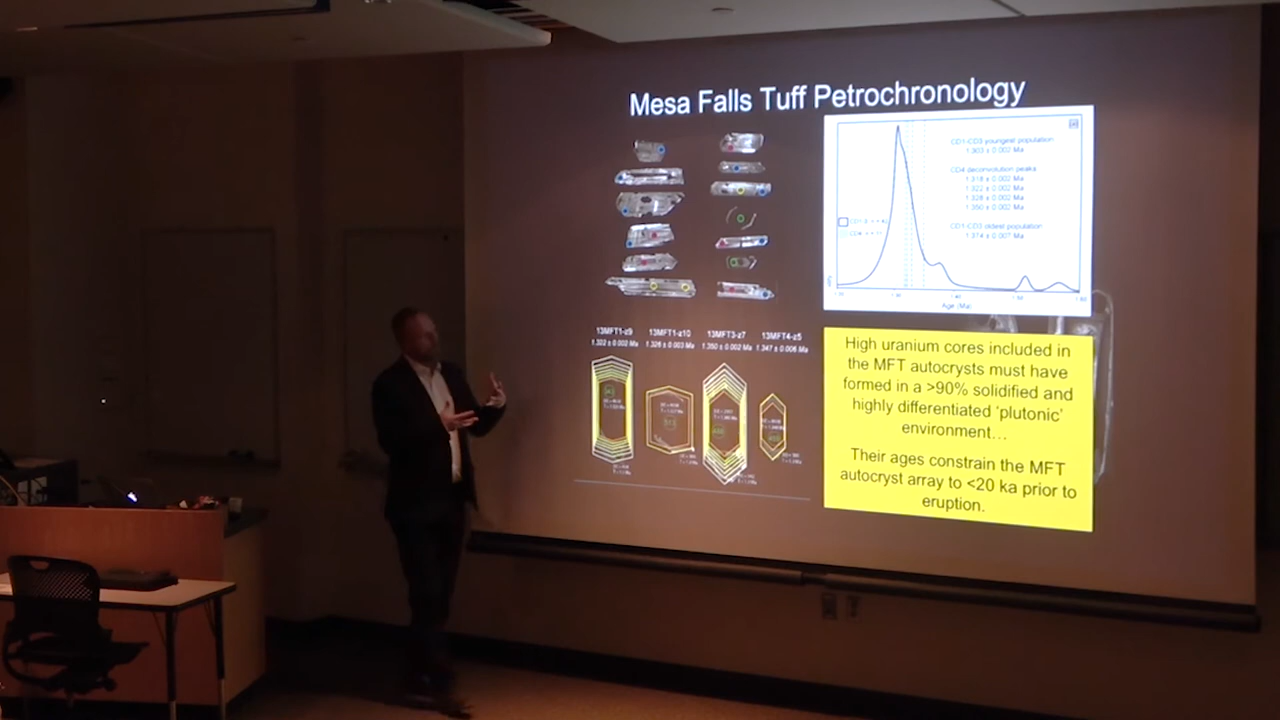 Mesa Falls Tuff Petrochronology
CD1-CD3 youngest population
1.303 ± 0.002 Ma
CD4 deconvolution peaks
1.318 ± 0.002 Ma
1.322 ± 0.002 Ma
1.328 ± 0.002 Ma
1.350 ± 0.002 Ma
CD1-CD3 oldest population
1.374 ± 0.007 Ma
Age (Ma)
13MFT1-z9
1.322 ± 0.002 Ma
13MFT1-z10
1.326 ± 0.003 Ma
13MFT3-z7
1.350 ± 0.002 Ma
13MFT4-z5
1.347 ± 0.006 Ma
High uranium cores included in
the MFT autocrysts must have
formed in a >90% solidified and
highly differentiated 'plutonic'
environment…
Their ages constrain the MFT
autocryst array to <20 ka prior to
eruption.